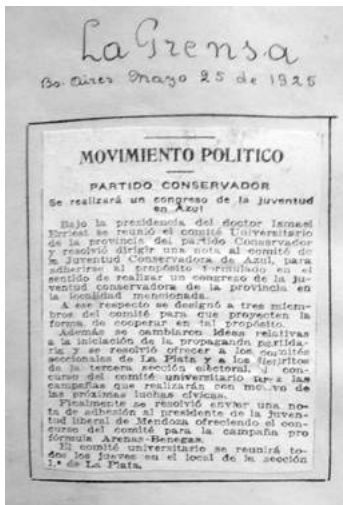 La Prensa
Bs. Aires Mayo 25 de 1925
MOVIMIENTO POLITICO
PARTIDO CONSERVADOR
Se realizará un congreso de la juventud
en Azul
Bajo la presidencia del doctor Ismael
Erriest se reunió el comité Universitario
de la provincia del partido Conservador
y resolvió dirigir una nota al comité de
la Juventud Conservadora de Azul, para
adherirse al propósito formulado en el
sentido de realizar un congreso de la ju-
ventud conservadora de la provincia en
la localidad mencionada.
A ese respecto se designó a tres miem-
bros del comité para que proyecten la
forma de cooperar en tal propósito.
Además se cambiaron ideas relativas
a la iniciación de la propaganda partida-
ria y se resolvió ofrecer a los comités
seccionales de La Plata y a los distritos
de la tercera sección electoral, el con-
curso del comité universitario para las
campañas que realizarán con motivo de
las próximas luchas cívicas.
Finalmente se resolvió enviar una no-
ta de adhesión al presidente de la Juven-
tud liberal de Mendoza ofreciendo el con-
curso del comité para la campaña pro
fórmula Arenas-Benegas.
El comité universitario se reunirá to-
dos los jueves en el local de la sección
1.ª de La Plata.